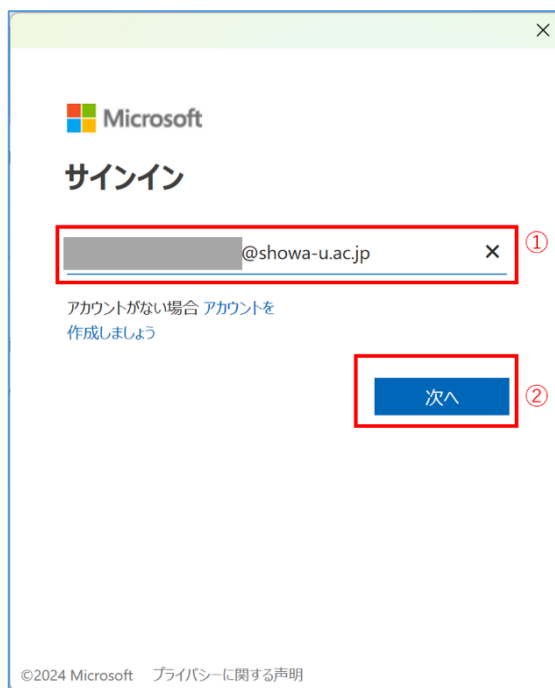 Microsoft
サインイン
@showa-u.ac.jp
①
アカウントがない場合 アカウントを
作成しましょう
次へ
②
©2024 Microsoft プライバシーに関する声明